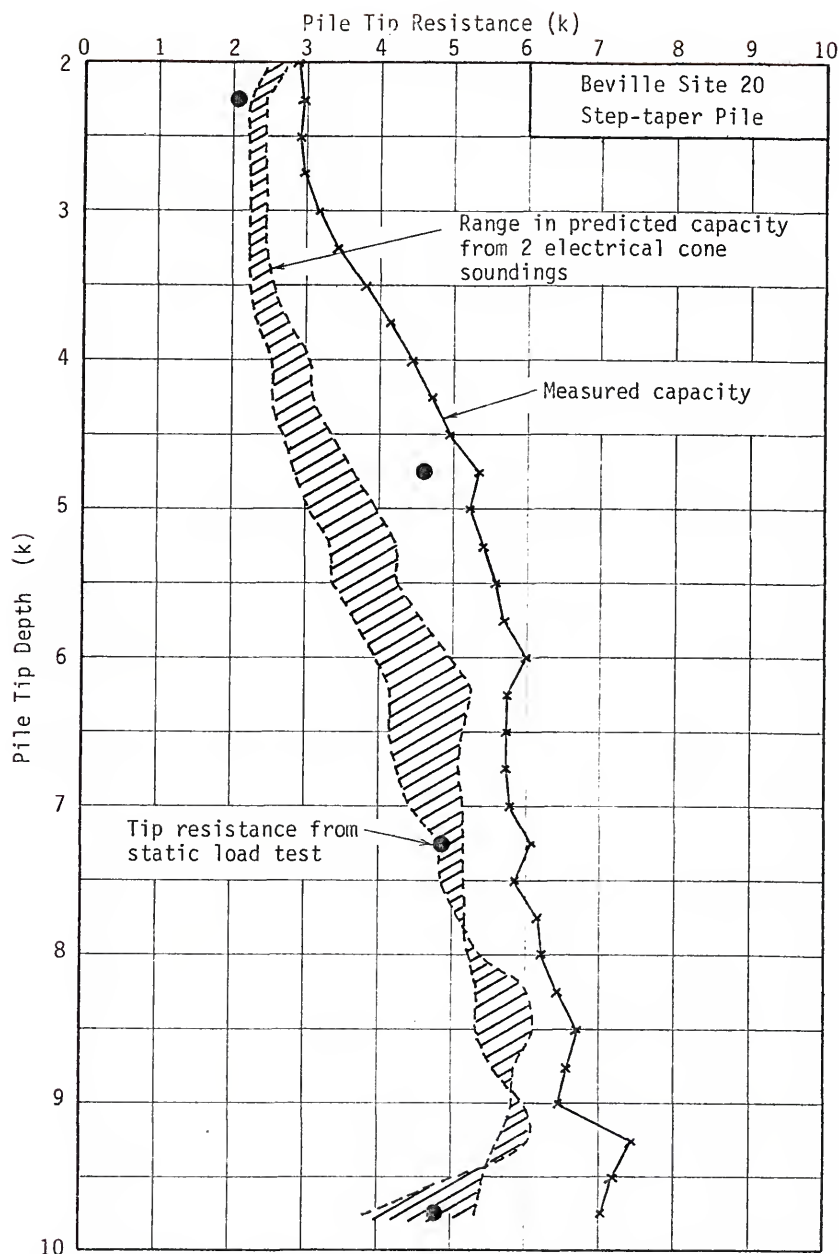 Pile Tip Resistance (k)
0 1 2 3 4 5 6 7 8 9 10
Beville Site 20
Step-taper Pile
Range in predicted capacity
from 2 electrical cone
soundings
Measured capacity
Tip resistance from
static load test
Pile Tip Depth (k)
2
3
4
5
6
7
8
9
10